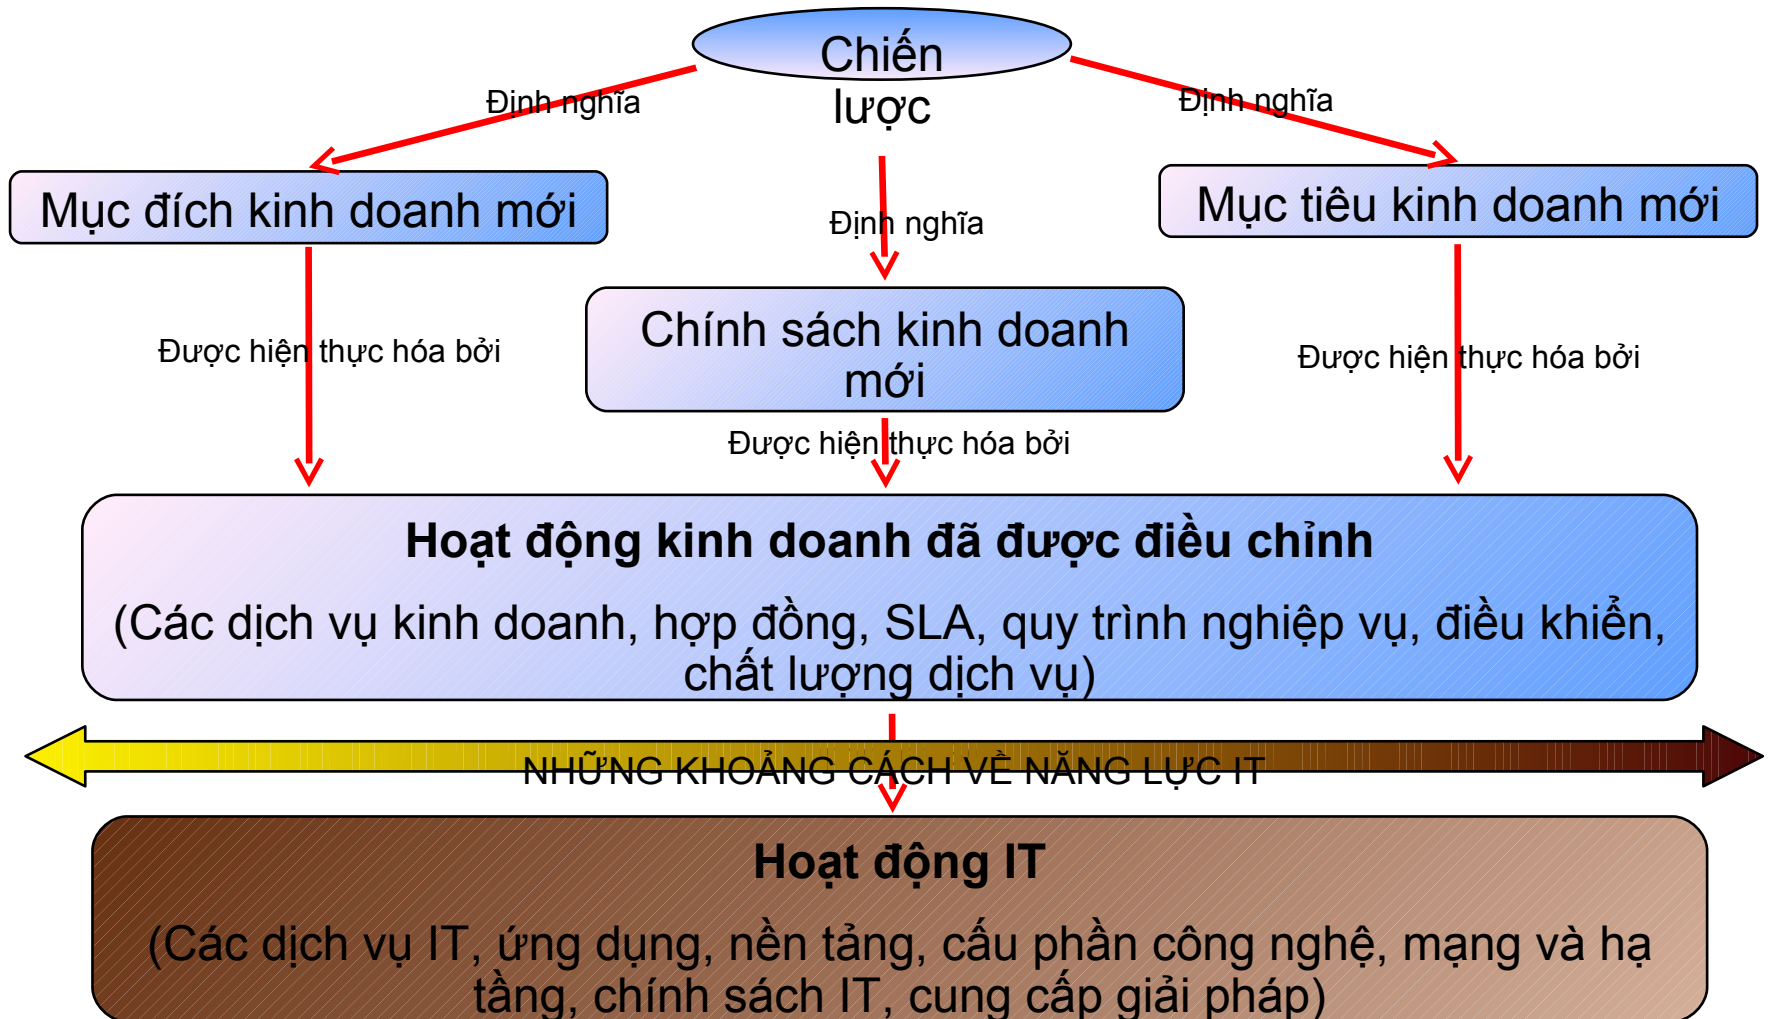 Chiến
lược
Định nghĩa
Định nghĩa
Mục đích kinh doanh mới
Mục tiêu kinh doanh mới
Định nghĩa
Chính sách kinh doanh
mới
Được hiện thực hóa bởi
Được hiện thực hóa bởi
Được hiện thực hóa bởi
Hoạt động kinh doanh đã được điều chỉnh
(Các dịch vụ kinh doanh, hợp đồng, SLA, quy trình nghiệp vụ, điều khiển,
chất lượng dịch vụ)
NHỮNG KHOẢNG CÁCH VỀ NĂNG LỰC IT
Hoạt động IT
(Các dịch vụ IT, ứng dụng, nền tảng, cấu phần công nghệ, mạng và hạ
tầng, chính sách IT, cung cấp giải pháp)